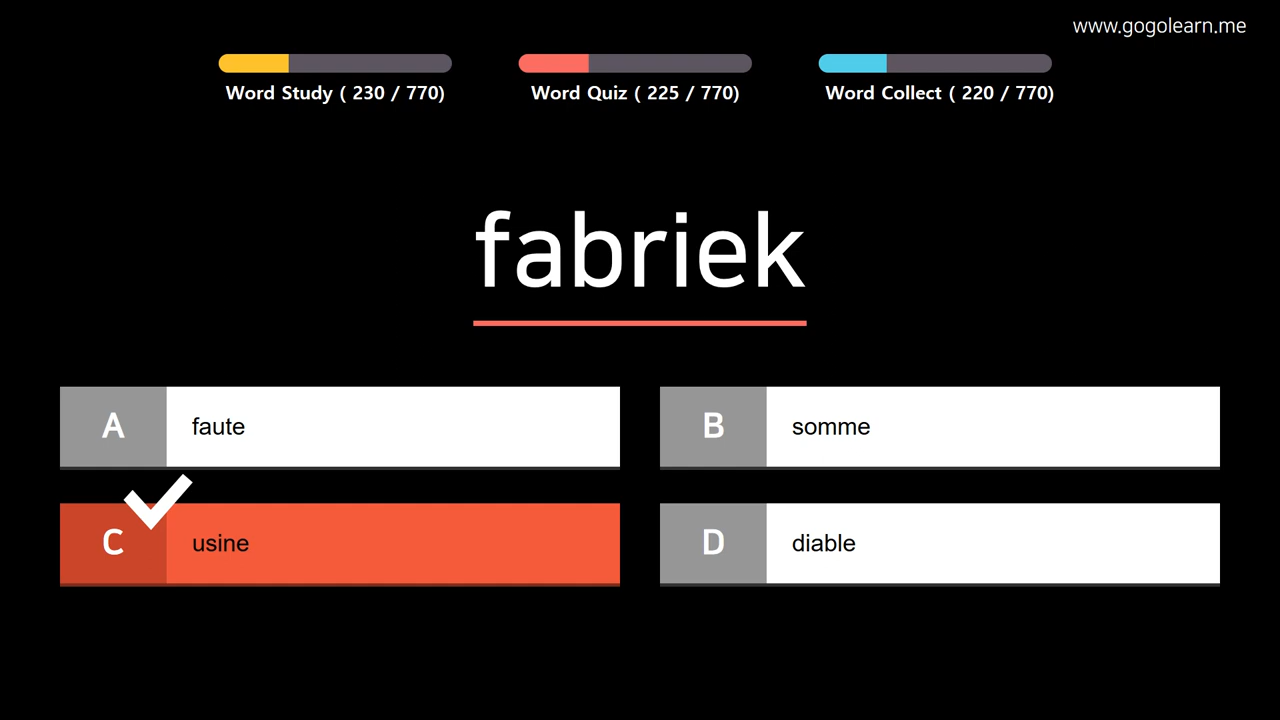 www.gogolearn.me
Word Study ( 230 / 770)
Word Quiz ( 225 / 770)
Word Collect ( 220 / 770)
fabriek
A faute
B somme
C usine
D diable